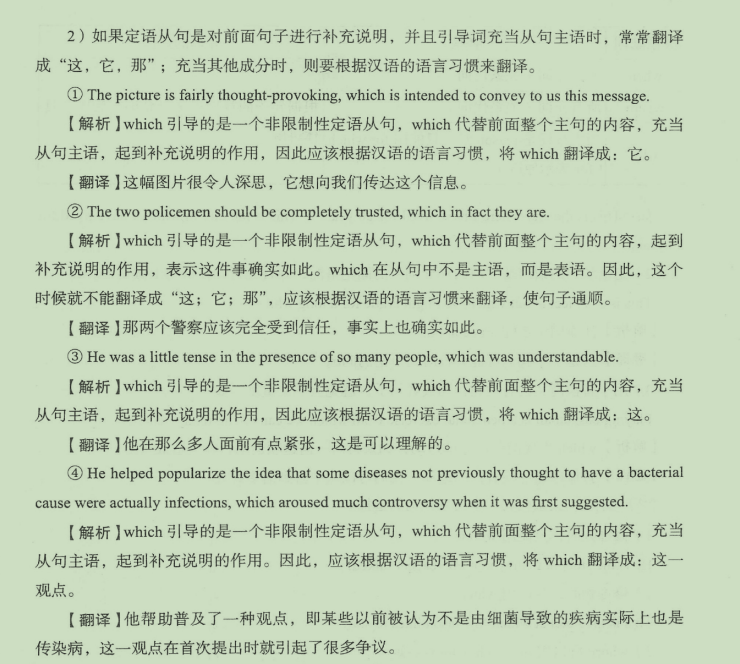 2）如果定语从句是对前面句子进行补充说明，并且引导词充当从句主语时，常常翻译
成“这，它，那”；充当其他成分时，则要根据汉语的语言习惯来翻译。
① The picture is fairly thought-provoking, which is intended to convey to us this message.
【解析】which 引导的是一个非限制性定语从句，which 代替前面整个主句的内容，充当
从句主语，起到补充说明的作用，因此应该根据汉语的语言习惯，将 which 翻译成：它。
【翻译】这幅图片很令人深思，它想向我们传达这个信息。
② The two policemen should be completely trusted, which in fact they are.
【解析】which 引导的是一个非限制性定语从句，which 代替前面整个主句的内容，起到
补充说明的作用，表示这件事确实如此。which 在从句中不是主语，而是表语。因此，这个
时候就不能翻译成“这；它；那”，应该根据汉语的语言习惯来翻译，使句子通顺。
【翻译】那两个警察应该完全受到信任，事实上也确实如此。
③ He was a little tense in the presence of so many people, which was understandable.
【解析】which 引导的是一个非限制性定语从句，which 代替前面整个主句的内容，充当
从句主语，起到补充说明的作用，因此应该根据汉语的语言习惯，将 which 翻译成：这。
【翻译】他在那么多人面前有点紧张，这是可以理解的。
④ He helped popularize the idea that some diseases not previously thought to have a bacterial
cause were actually infections, which aroused much controversy when it was first suggested.
【解析】which 引导的是一个非限制性定语从句，which 代替前面整个主句的内容，充当
从句主语，起到补充说明的作用。因此，应该根据汉语的语言习惯，将 which 翻译成：这一
观点。
【翻译】他帮助普及了一种观点，即某些以前被认为不是由细菌导致的疾病实际上也是
传染病，这一观点在首次提出时就引起了很多争议。